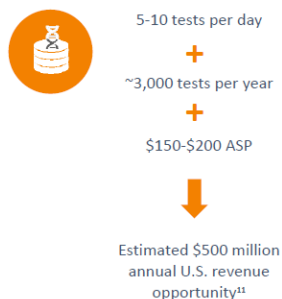 5-10 tests per day
+
~3,000 tests per year
+
$150-$200 ASP
Estimated $500 million
annual U.S. revenue
opportunity¹¹